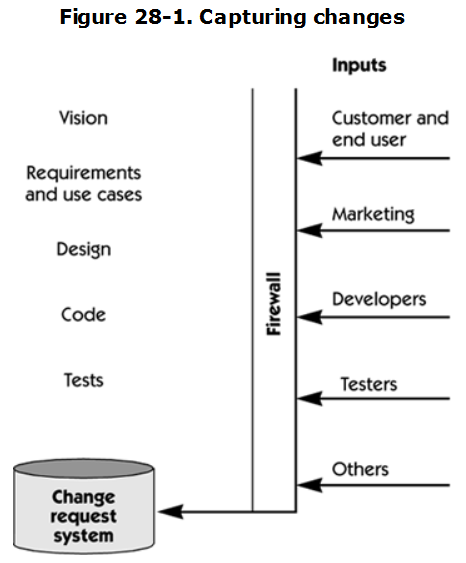 Figure 28-1. Capturing changes
Inputs
Vision
Customer and
end user
Requirements
and use cases
Marketing
Design
Firewall
Developers
Code
Tests
Testers
Others
Change
request
system